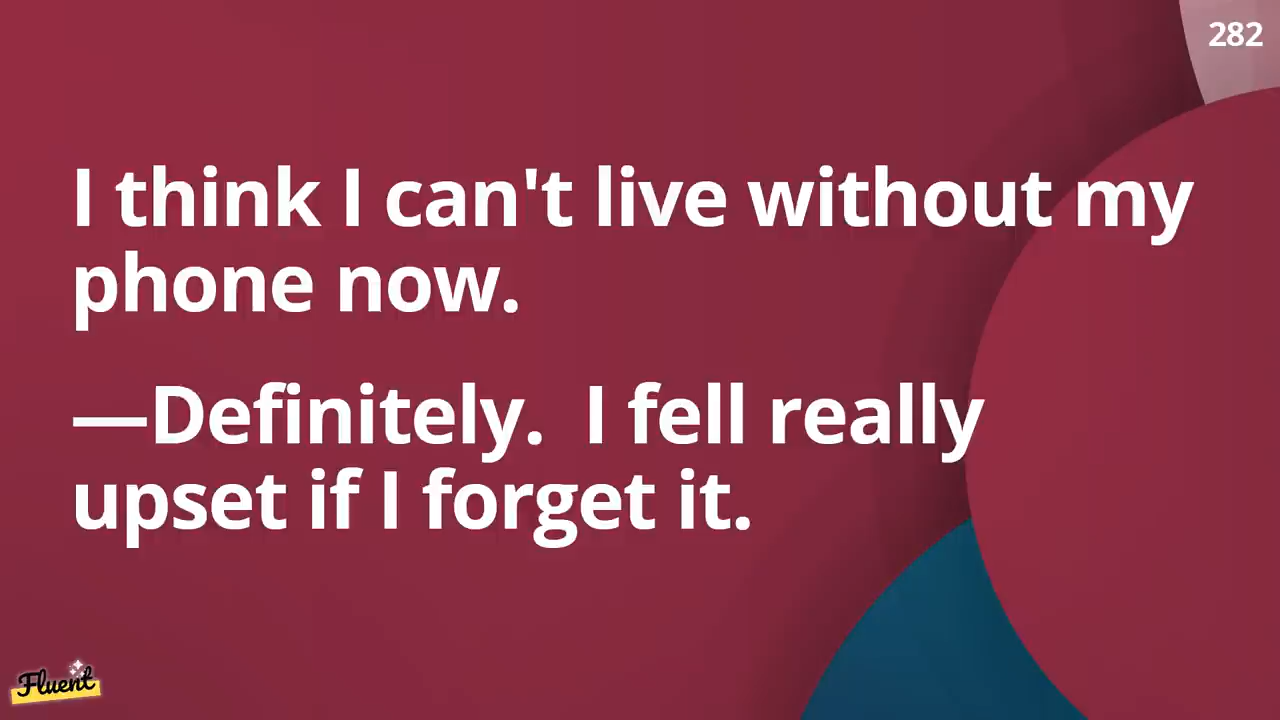 282
I think I can't live without my
phone now.
—Definitely.  I fell really
upset if I forget it.
Fluent